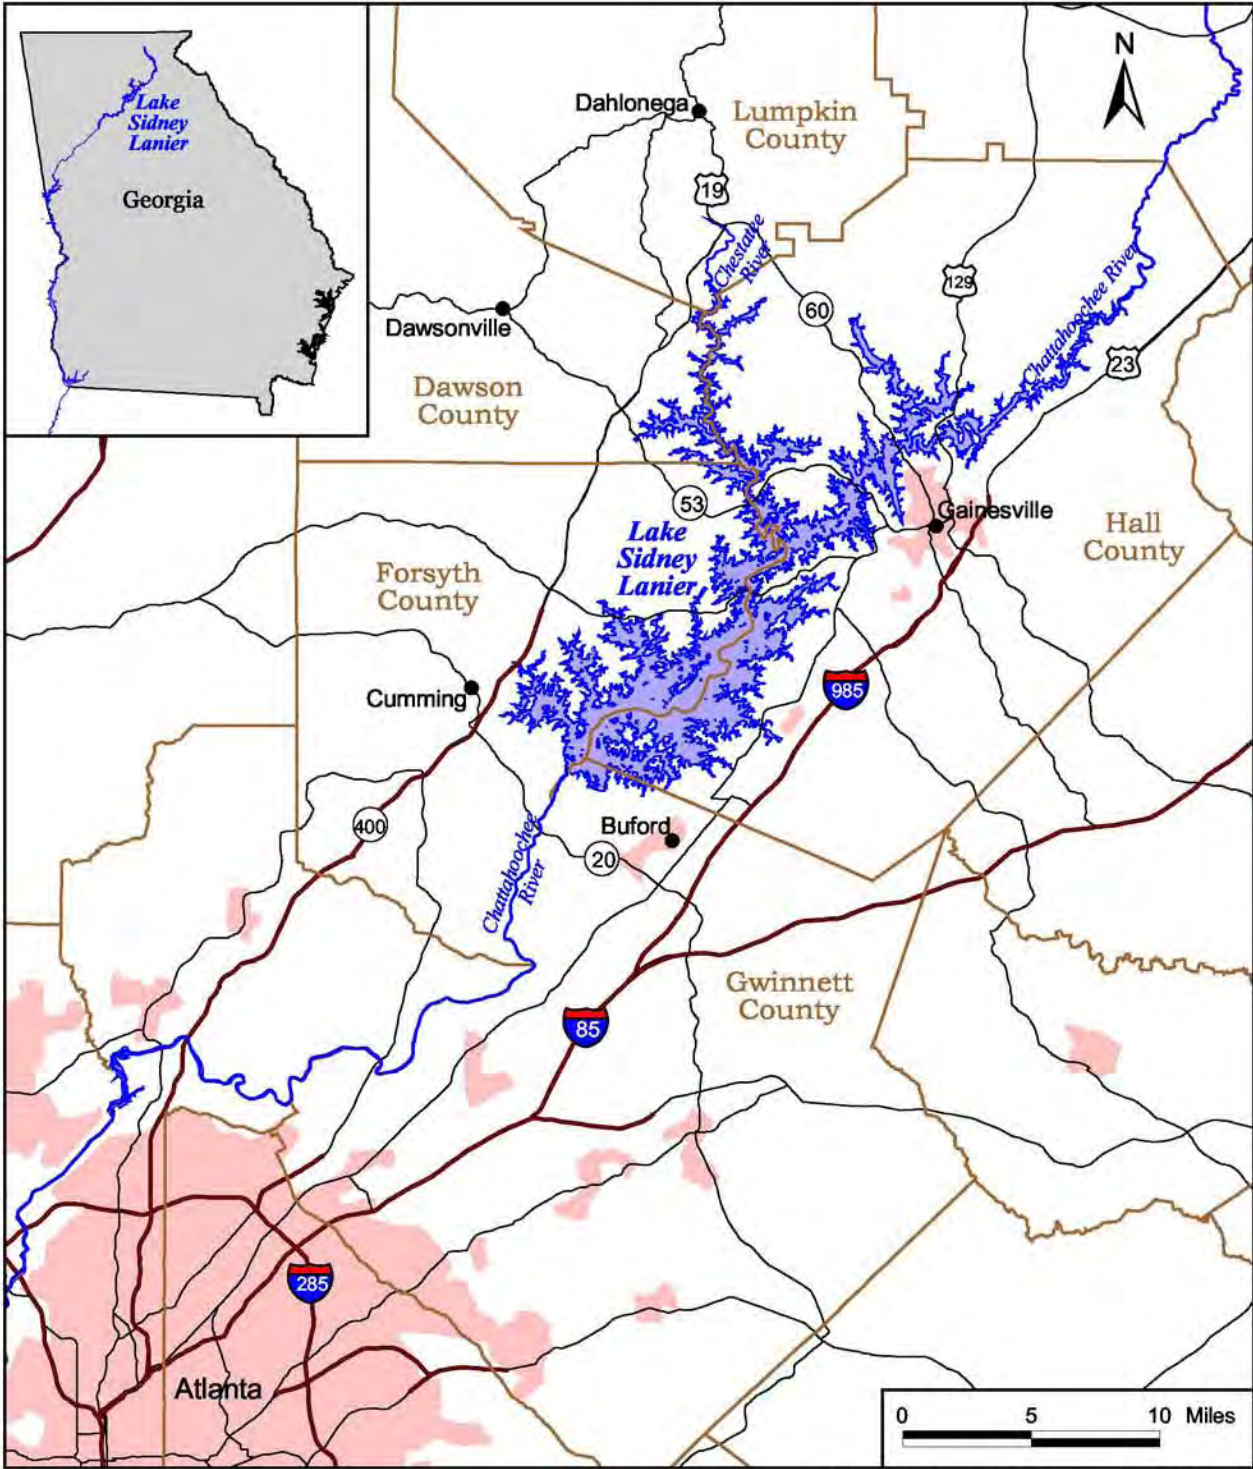 Lake
Sidney
Lanier
Georgia
N
Dahlonega
Lumpkin
County
19
Chestatee
River
129
Chattahoochee River
60
23
Dawsonville
Dawson
County
53
Gainesville
Hall
County
Lake
Sidney
Lanier
Forsyth
County
Cumming
985
400
Buford
20
Chattahoochee
River
Gwinnett
County
85
285
Atlanta
0 5 10 Miles